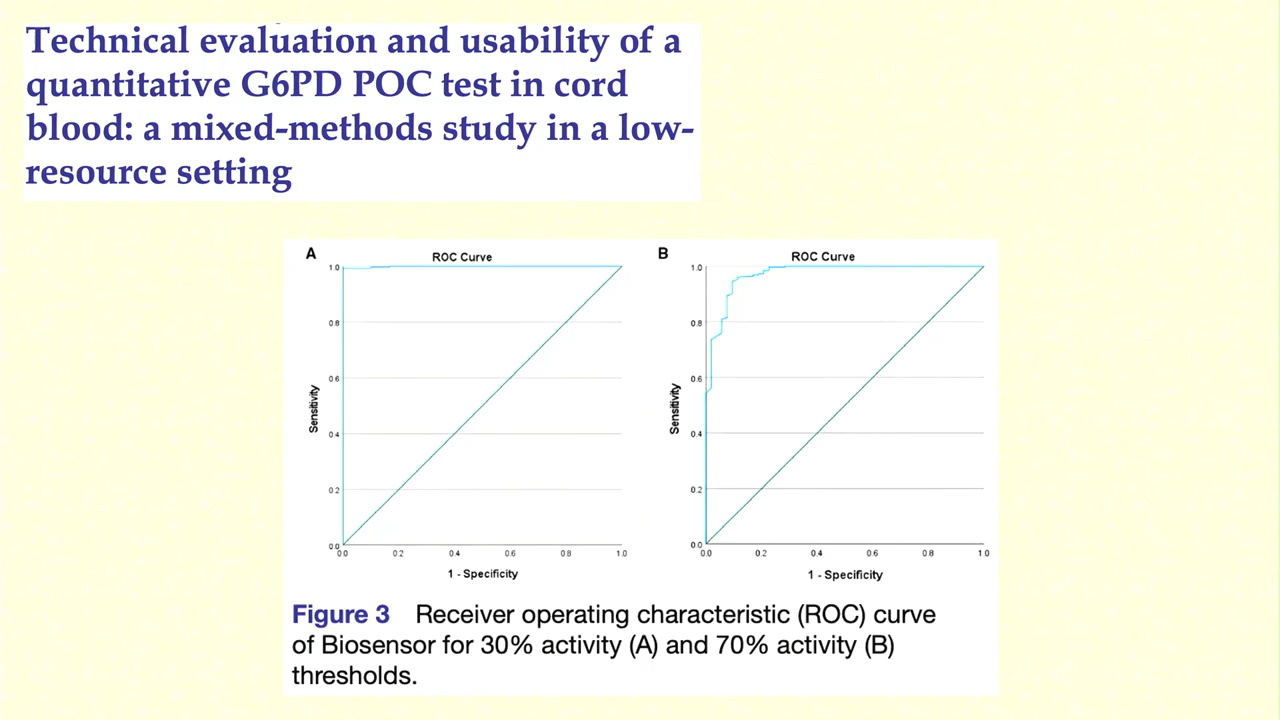 Technical evaluation and usability of a
quantitative G6PD POC test in cord
blood: a mixed-methods study in a low-
resource setting
A
ROC Curve
1.0
0.8
0.6
0.4
0.2
0.0
Sensitivity
0.0 0.2 0.4 0.6 0.8 1.0
1 - Specificity
B
ROC Curve
1.0
0.8
0.6
0.4
0.2
0.0
Sensitivity
0.0 0.2 0.4 0.6 0.8 1.0
1 - Specificity
Figure 3 Receiver operating characteristic (ROC) curve
of Biosensor for 30% activity (A) and 70% activity (B)
thresholds.